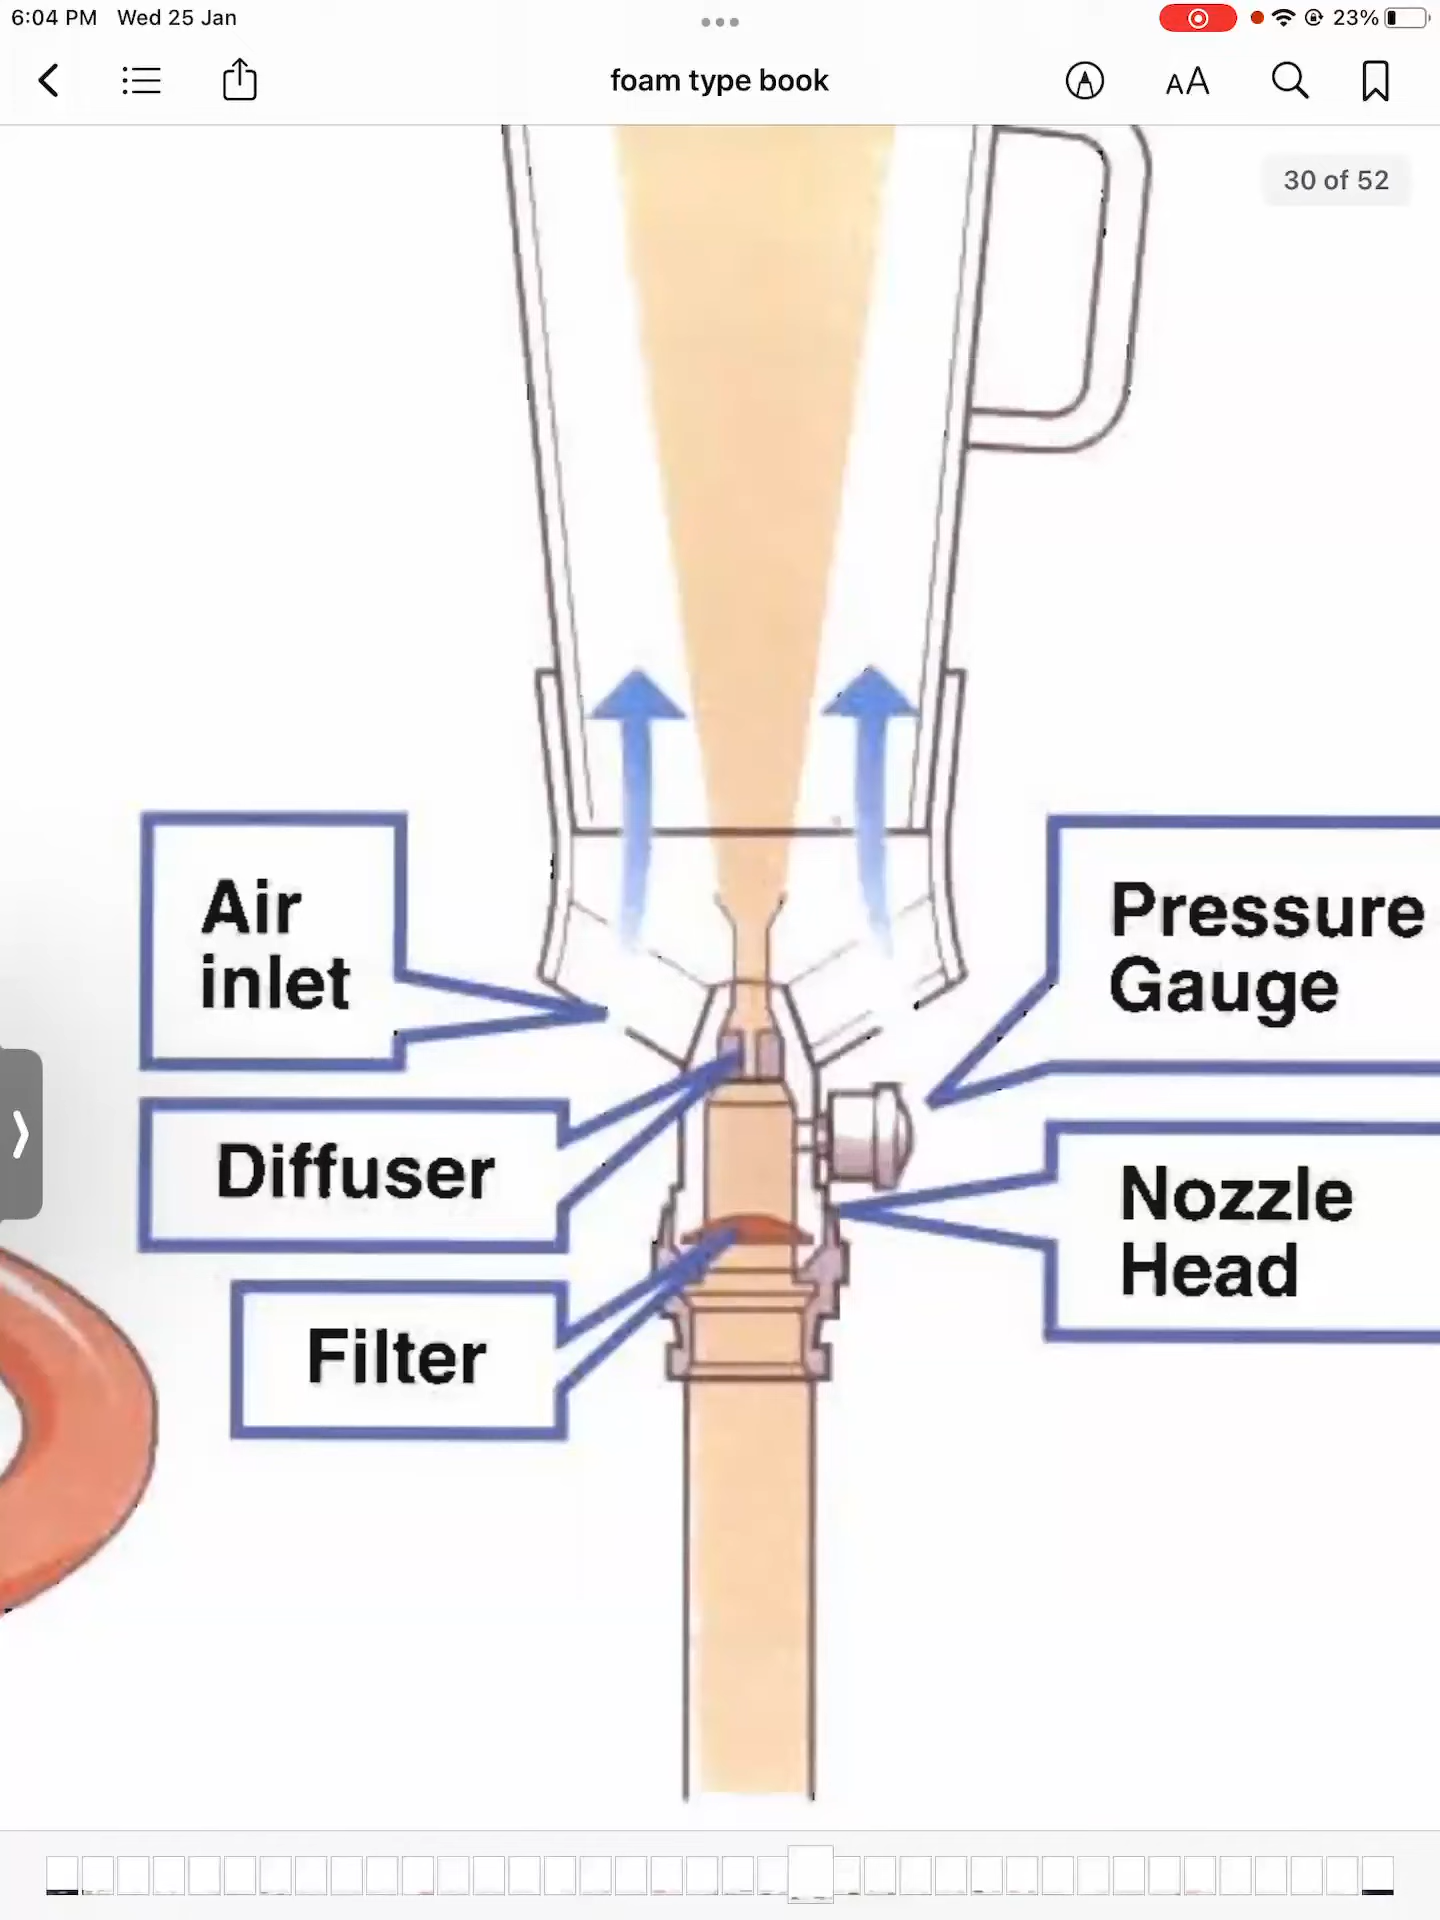 6:04 PM Wed 25 Jan
23%
foam type book
30 of 52
Air
inlet
Pressure
Gauge
Diffuser
Nozzle
Head
Filter